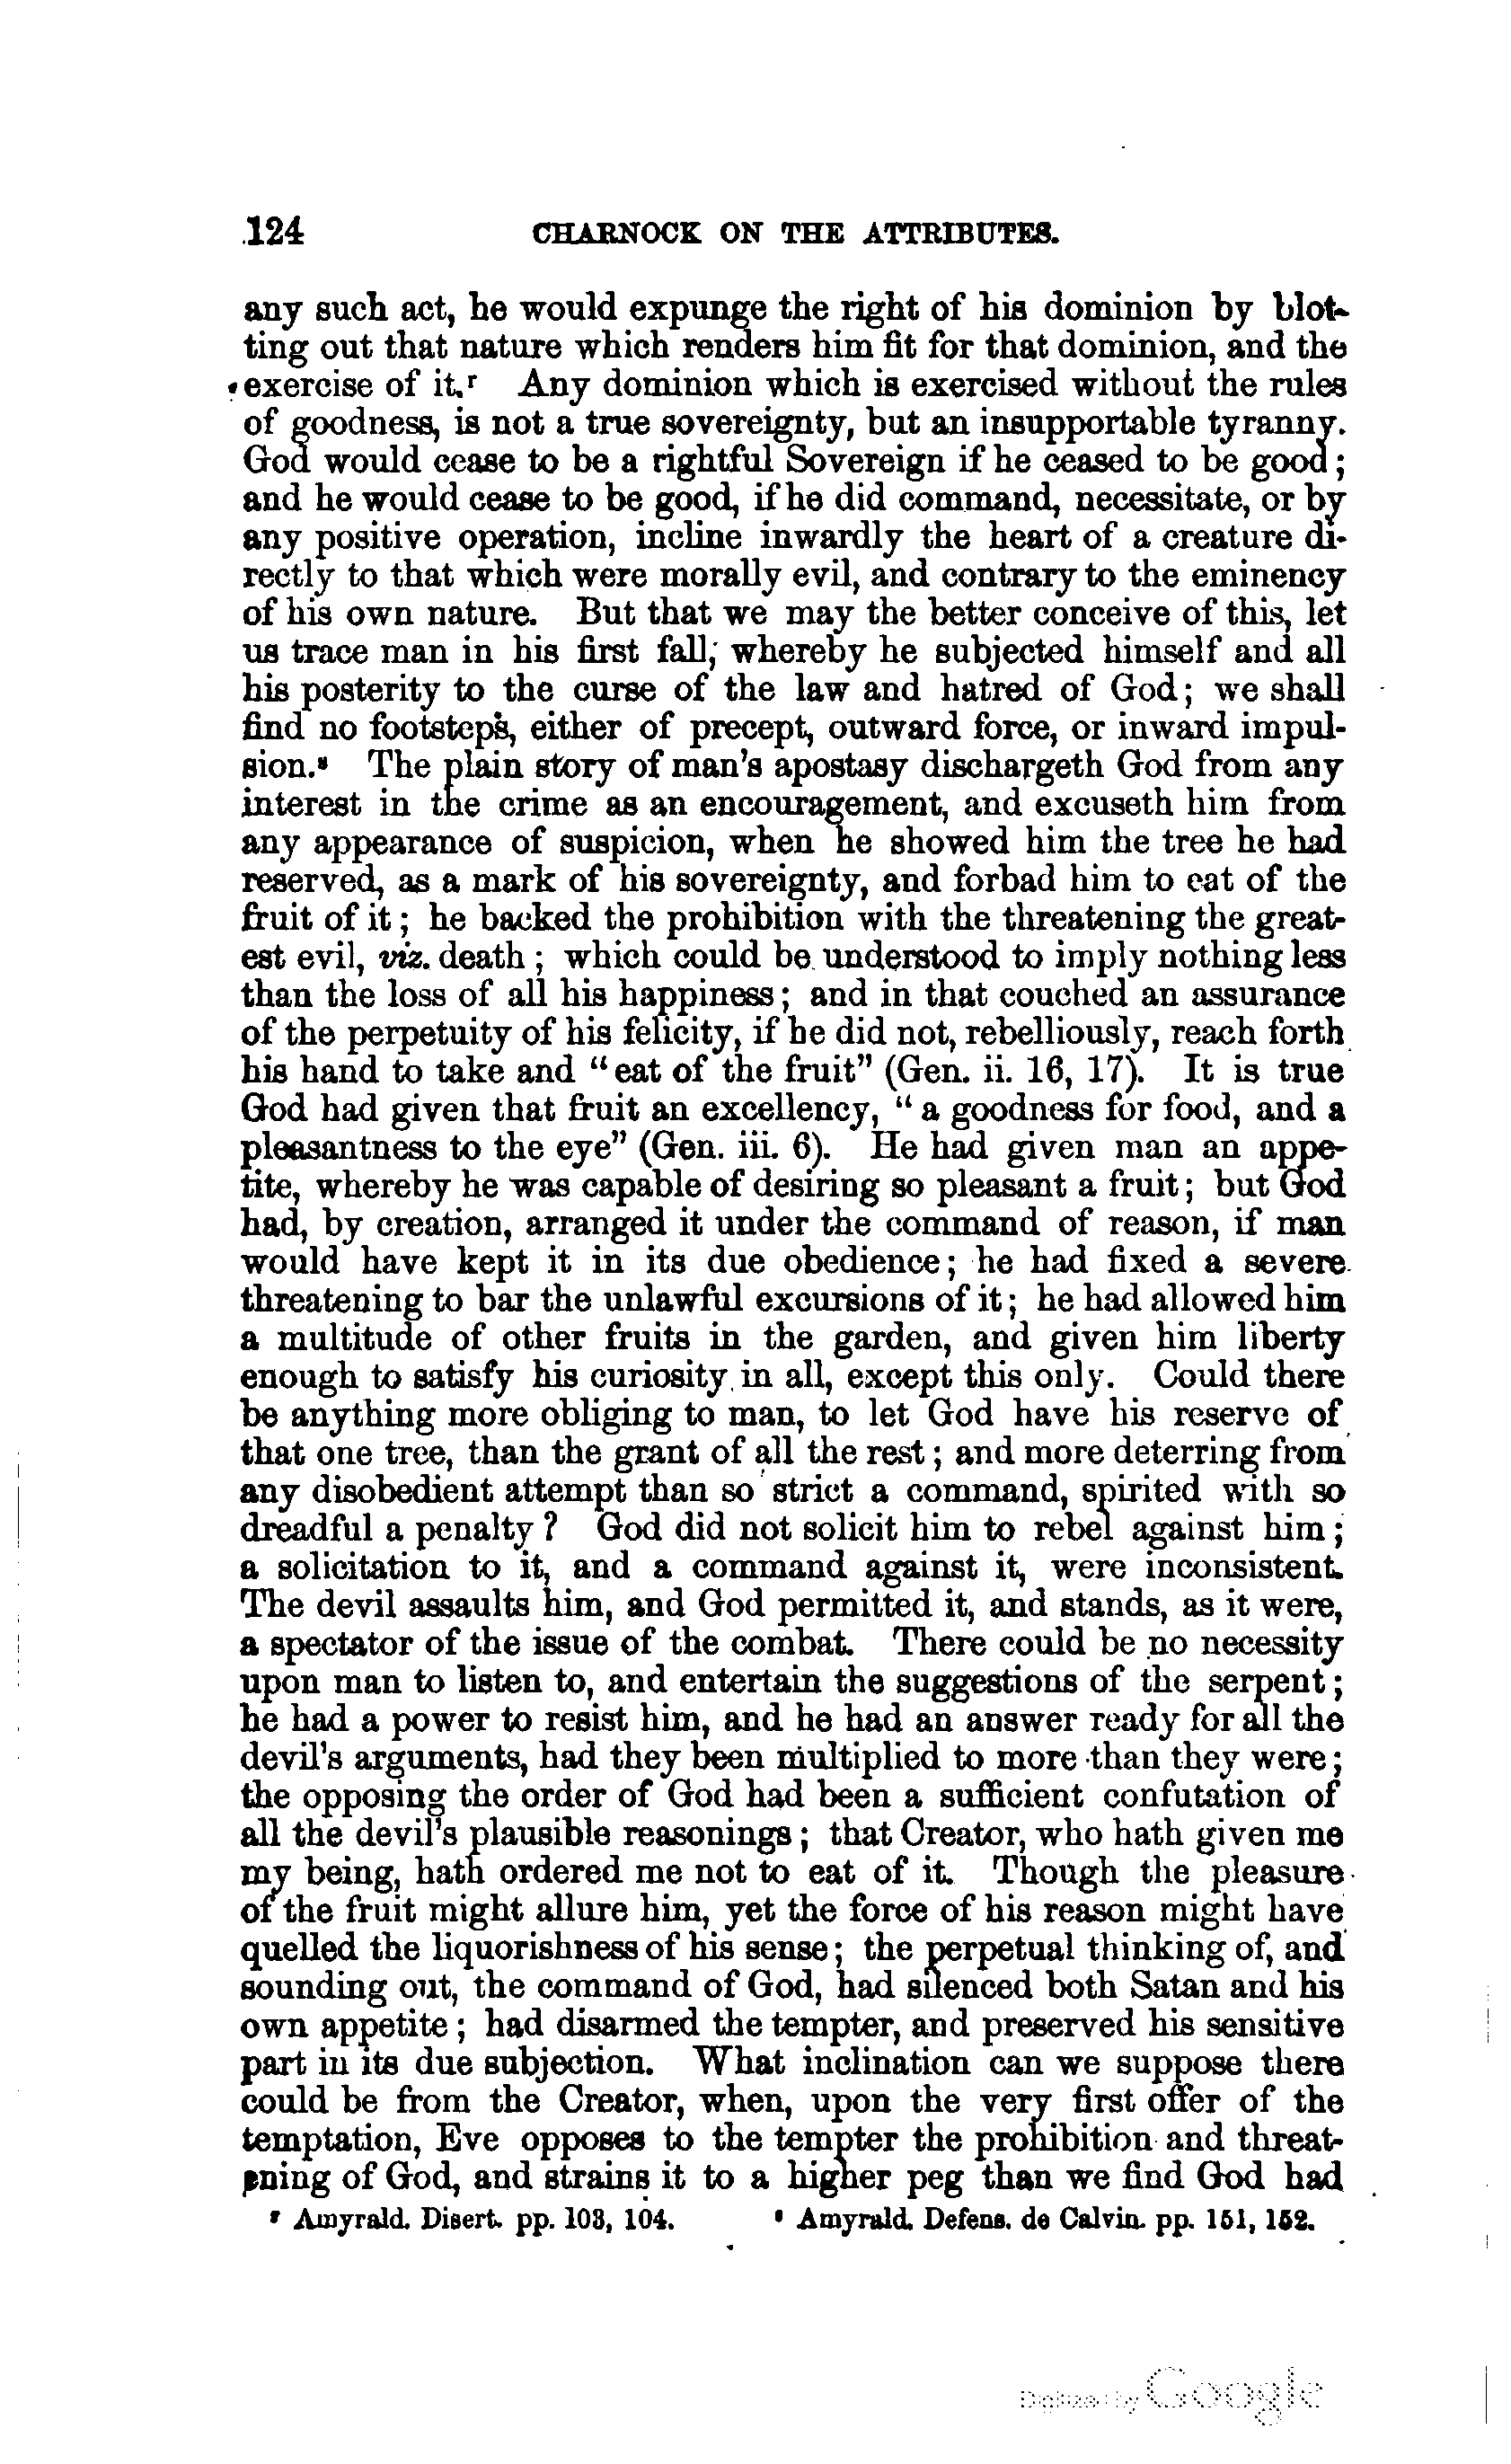 124 CHARNOCK ON THE ATTRIBUTES.
any such act, he would expunge the right of his dominion by blot-
ting out that nature which renders him fit for that dominion, and the
exercise of it.r Any dominion which is exercised without the rules
of goodness, is not a true sovereignty, but an insupportable tyranny.
God would cease to be a rightful Sovereign if he ceased to be good;
and he would cease to be good, if he did command, necessitate, or by
any positive operation, incline inwardly the heart of a creature di-
rectly to that which were morally evil, and contrary to the eminency
of his own nature. But that we may the better conceive of this, let
us trace man in his first fall, whereby he subjected himself and all
his posterity to the curse of the law and hatred of God; we shall
find no footsteps, either of precept, outward force, or inward impul-
sion.s The plain story of man's apostasy dischargeth God from any
interest in the crime as an encouragement, and excuseth him from
any appearance of suspicion, when he showed him the tree he had
reserved, as a mark of his sovereignty, and forbad him to eat of the
fruit of it; he backed the prohibition with the threatening the great-
est evil, viz. death; which could be understood to imply nothing less
than the loss of all his happiness; and in that couched an assurance
of the perpetuity of his felicity, if he did not, rebelliously, reach forth
his hand to take and "eat of the fruit" (Gen. ii. 16, 17). It is true
God had given that fruit an excellency, "a goodness for food, and a
pleasantness to the eye" (Gen. iii. 6). He had given man an appe-
tite, whereby he was capable of desiring so pleasant a fruit; but God
had, by creation, arranged it under the command of reason, if man
would have kept it in its due obedience; he had fixed a severe
threatening to bar the unlawful excursions of it; he had allowed him
a multitude of other fruits in the garden, and given him liberty
enough to satisfy his curiosity in all, except this only. Could there
be anything more obliging to man, to let God have his reserve of
that one tree, than the grant of all the rest; and more deterring from
any disobedient attempt than so strict a command, spirited with so
dreadful a penalty? God did not solicit him to rebel against him;
a solicitation to it, and a command against it, were inconsistent.
The devil assaults him, and God permitted it, and stands, as it were,
a spectator of the issue of the combat. There could be no necessity
upon man to listen to, and entertain the suggestions of the serpent;
he had a power to resist him, and he had an answer ready for all the
devil's arguments, had they been multiplied to more than they were;
the opposing the order of God had been a sufficient confutation of
all the devil's plausible reasonings; that Creator, who hath given me
my being, hath ordered me not to eat of it. Though the pleasure
of the fruit might allure him, yet the force of his reason might have
quelled the liquorishness of his sense; the perpetual thinking of, and
sounding out, the command of God, had silenced both Satan and his
own appetite; had disarmed the tempter, and preserved his sensitive
part in its due subjection. What inclination can we suppose there
could be from the Creator, when, upon the very first offer of the
temptation, Eve opposes to the tempter the prohibition and threat-
ening of God, and strains it to a higher peg than we find God had
r Amyrald. Disert. pp. 103, 104. s Amyrald. Defens. de Calvin. pp. 151, 152.
Digitized by Google